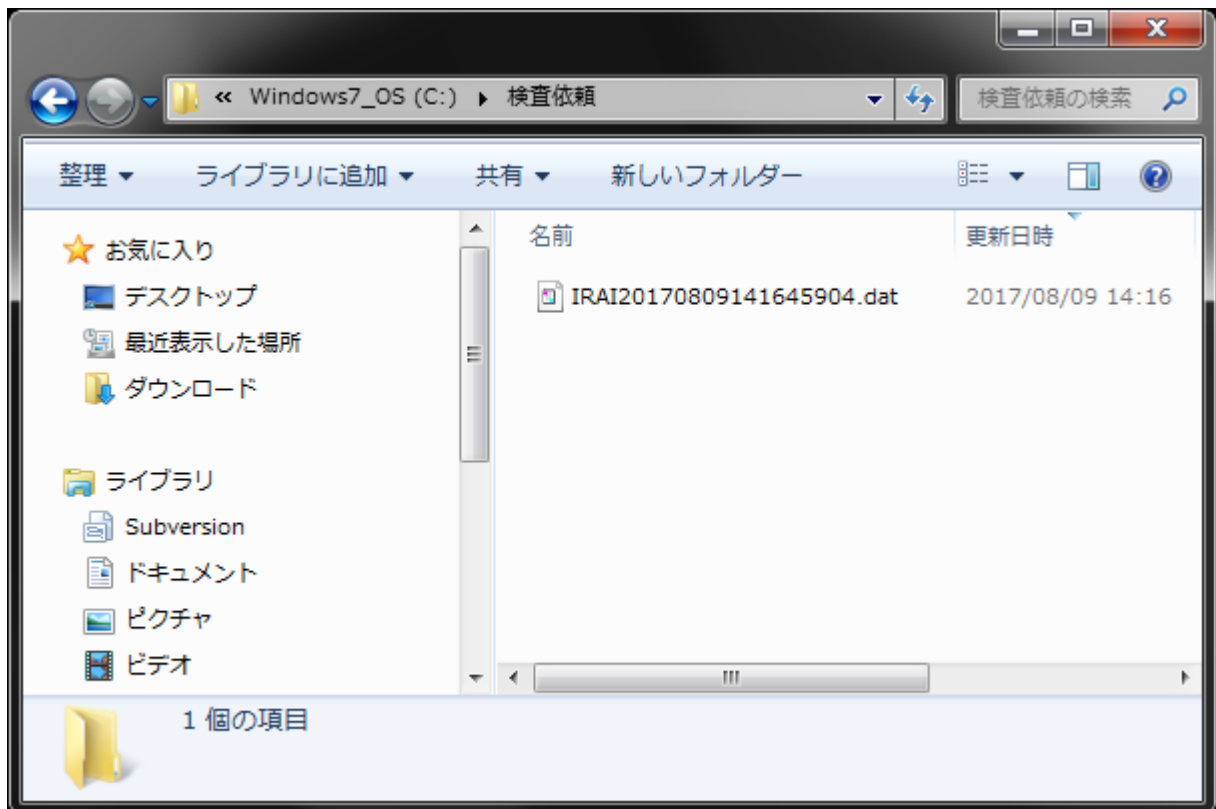 « Windows7_OS (C:) ▸ 検査依頼
検査依頼の検索
整理 ライブラリに追加 共有 新しいフォルダー
お気に入り
デスクトップ
最近表示した場所
ダウンロード
ライブラリ
Subversion
ドキュメント
ピクチャ
ビデオ
名前 更新日時
IRAI20170809141645904.dat 2017/08/09 14:16
1 個の項目